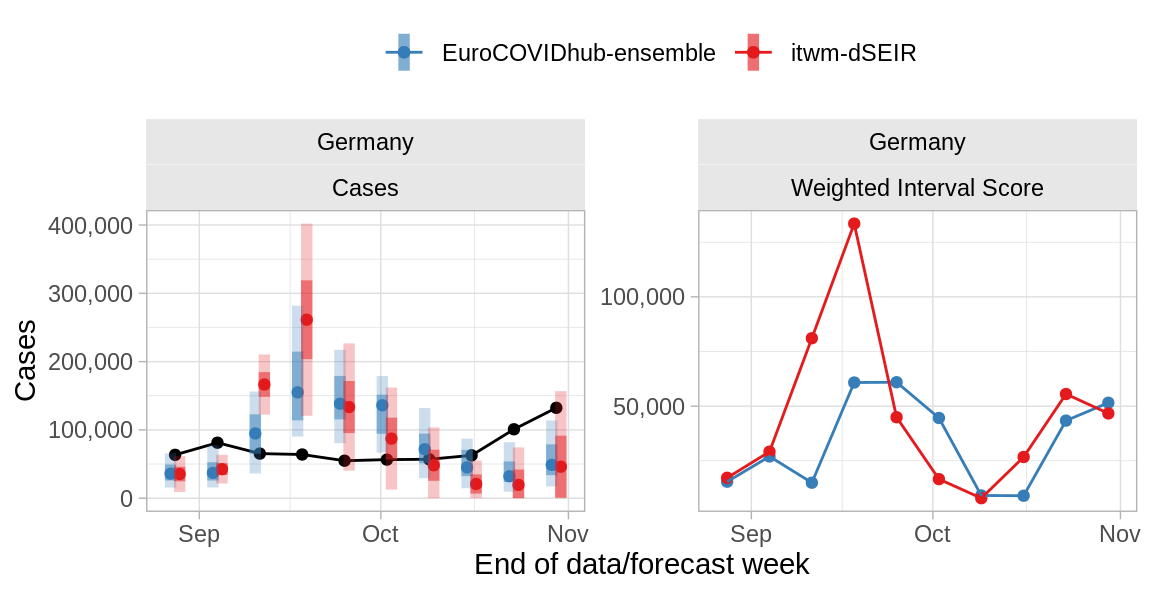 EuroCOVIDhub-ensemble itwm-dSEIR
Germany
Cases
Cases
400,000
300,000
200,000
100,000
0
Sep Oct Nov
Germany
Weighted Interval Score
100,000
50,000
Sep Oct Nov
End of data/forecast week